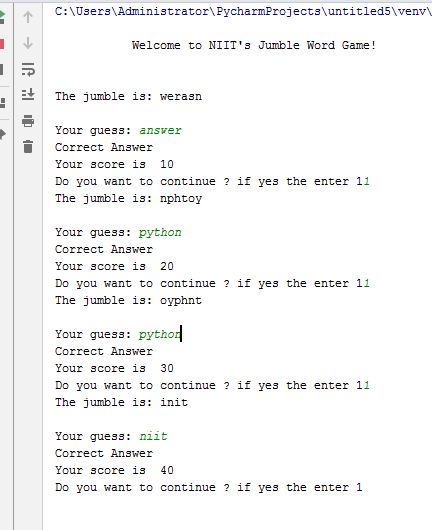 C:\Users\Administrator\PycharmProjects\untitled5\venv\
Welcome to NIIT's Jumble Word Game!
The jumble is: werasn
Your guess: answer
Correct Answer
Your score is  10
Do you want to continue ? if yes the enter 11
The jumble is: nphtoy
Your guess: python
Correct Answer
Your score is  20
Do you want to continue ? if yes the enter 11
The jumble is: oyphnt
Your guess: python
Correct Answer
Your score is  30
Do you want to continue ? if yes the enter 11
The jumble is: init
Your guess: niit
Correct Answer
Your score is  40
Do you want to continue ? if yes the enter 1